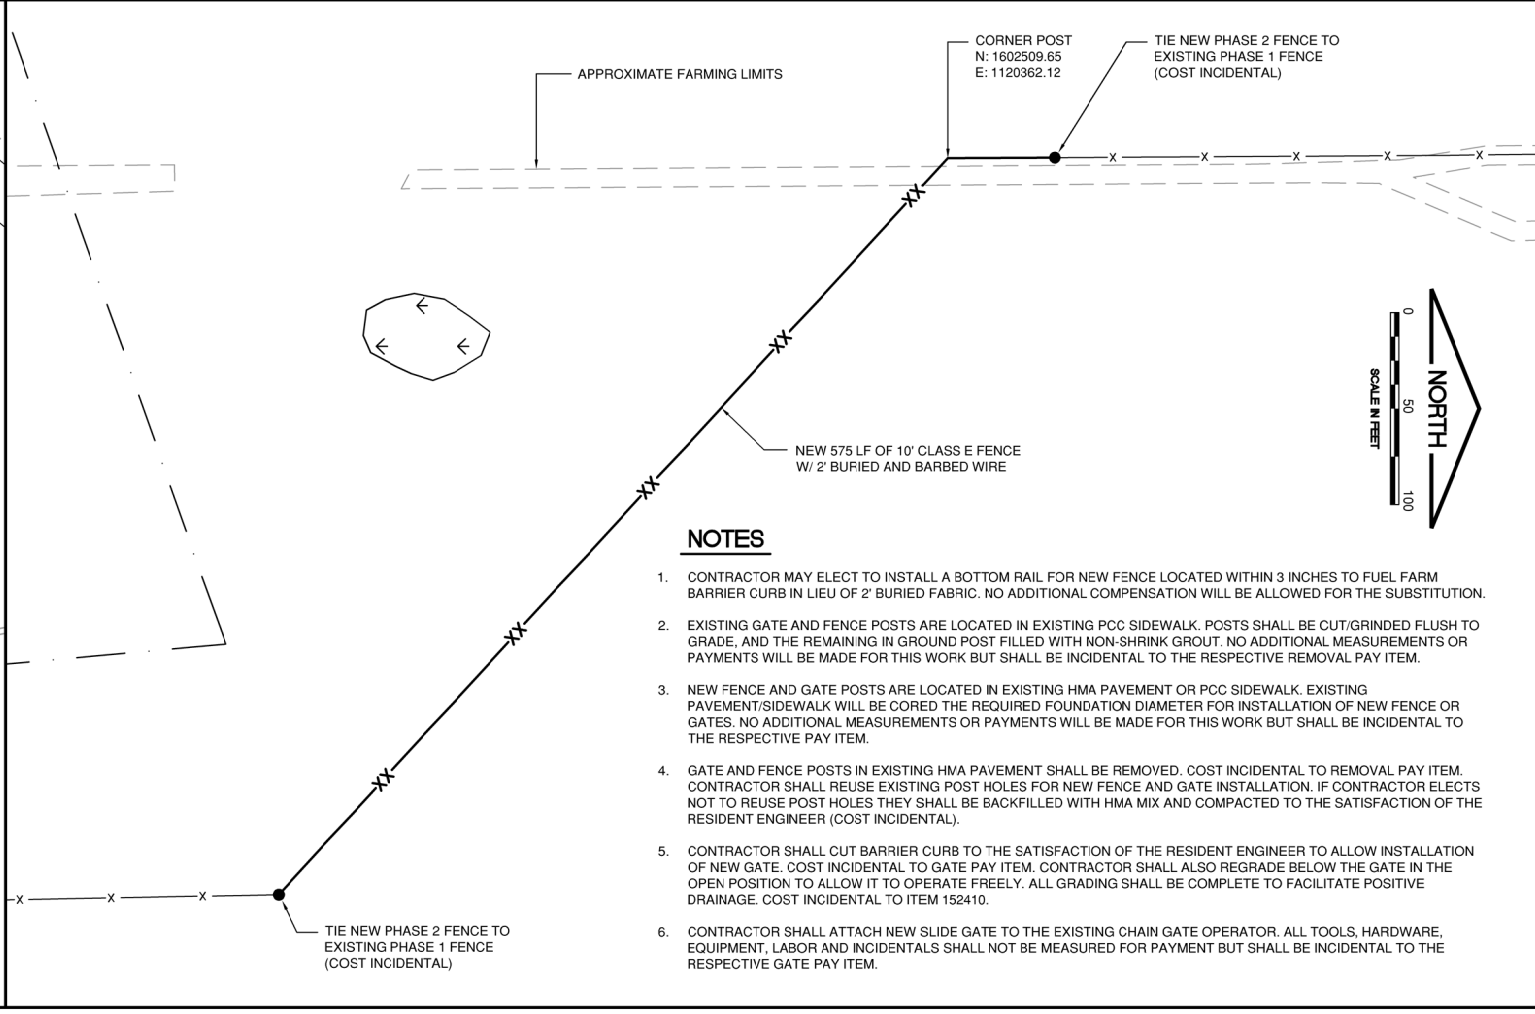 CORNER POST
N: 1602509.65
E: 1120362.12
TIE NEW PHASE 2 FENCE TO
EXISTING PHASE 1 FENCE
(COST INCIDENTAL)
APPROXIMATE FARMING LIMITS
X X X X X
XX
XX
XX
XX
XX
0
50
100
SCALE IN FEET
NORTH
NEW 575 LF OF 10' CLASS E FENCE
W/ 2' BURIED AND BARBED WIRE
NOTES
1. CONTRACTOR MAY ELECT TO INSTALL A BOTTOM RAIL FOR NEW FENCE LOCATED WITHIN 3 INCHES TO FUEL FARM
BARRIER CURB IN LIEU OF 2' BURIED FABRIC. NO ADDITIONAL COMPENSATION WILL BE ALLOWED FOR THE SUBSTITUTION.
2. EXISTING GATE AND FENCE POSTS ARE LOCATED IN EXISTING PCC SIDEWALK. POSTS SHALL BE CUT/GRINDED FLUSH TO
GRADE, AND THE REMAINING IN GROUND POST FILLED WITH NON-SHRINK GROUT. NO ADDITIONAL MEASUREMENTS OR
PAYMENTS WILL BE MADE FOR THIS WORK BUT SHALL BE INCIDENTAL TO THE RESPECTIVE REMOVAL PAY ITEM.
3. NEW FENCE AND GATE POSTS ARE LOCATED IN EXISTING HMA PAVEMENT OR PCC SIDEWALK. EXISTING
PAVEMENT/SIDEWALK WILL BE CORED THE REQUIRED FOUNDATION DIAMETER FOR INSTALLATION OF NEW FENCE OR
GATES. NO ADDITIONAL MEASUREMENTS OR PAYMENTS WILL BE MADE FOR THIS WORK BUT SHALL BE INCIDENTAL TO
THE RESPECTIVE PAY ITEM.
4. GATE AND FENCE POSTS IN EXISTING HMA PAVEMENT SHALL BE REMOVED. COST INCIDENTAL TO REMOVAL PAY ITEM.
CONTRACTOR SHALL REUSE EXISTING POST HOLES FOR NEW FENCE AND GATE INSTALLATION. IF CONTRACTOR ELECTS
NOT TO REUSE POST HOLES THEY SHALL BE BACKFILLED WITH HMA MIX AND COMPACTED TO THE SATISFACTION OF THE
RESIDENT ENGINEER (COST INCIDENTAL).
5. CONTRACTOR SHALL CUT BARRIER CURB TO THE SATISFACTION OF THE RESIDENT ENGINEER TO ALLOW INSTALLATION
OF NEW GATE. COST INCIDENTAL TO GATE PAY ITEM. CONTRACTOR SHALL ALSO REGRADE BELOW THE GATE IN THE
OPEN POSITION TO ALLOW IT TO OPERATE FREELY. ALL GRADING SHALL BE COMPLETE TO FACILITATE POSITIVE
DRAINAGE. COST INCIDENTAL TO ITEM 152410.
6. CONTRACTOR SHALL ATTACH NEW SLIDE GATE TO THE EXISTING CHAIN GATE OPERATOR. ALL TOOLS, HARDWARE,
EQUIPMENT, LABOR AND INCIDENTALS SHALL NOT BE MEASURED FOR PAYMENT BUT SHALL BE INCIDENTAL TO THE
RESPECTIVE GATE PAY ITEM.
X X X
TIE NEW PHASE 2 FENCE TO
EXISTING PHASE 1 FENCE
(COST INCIDENTAL)